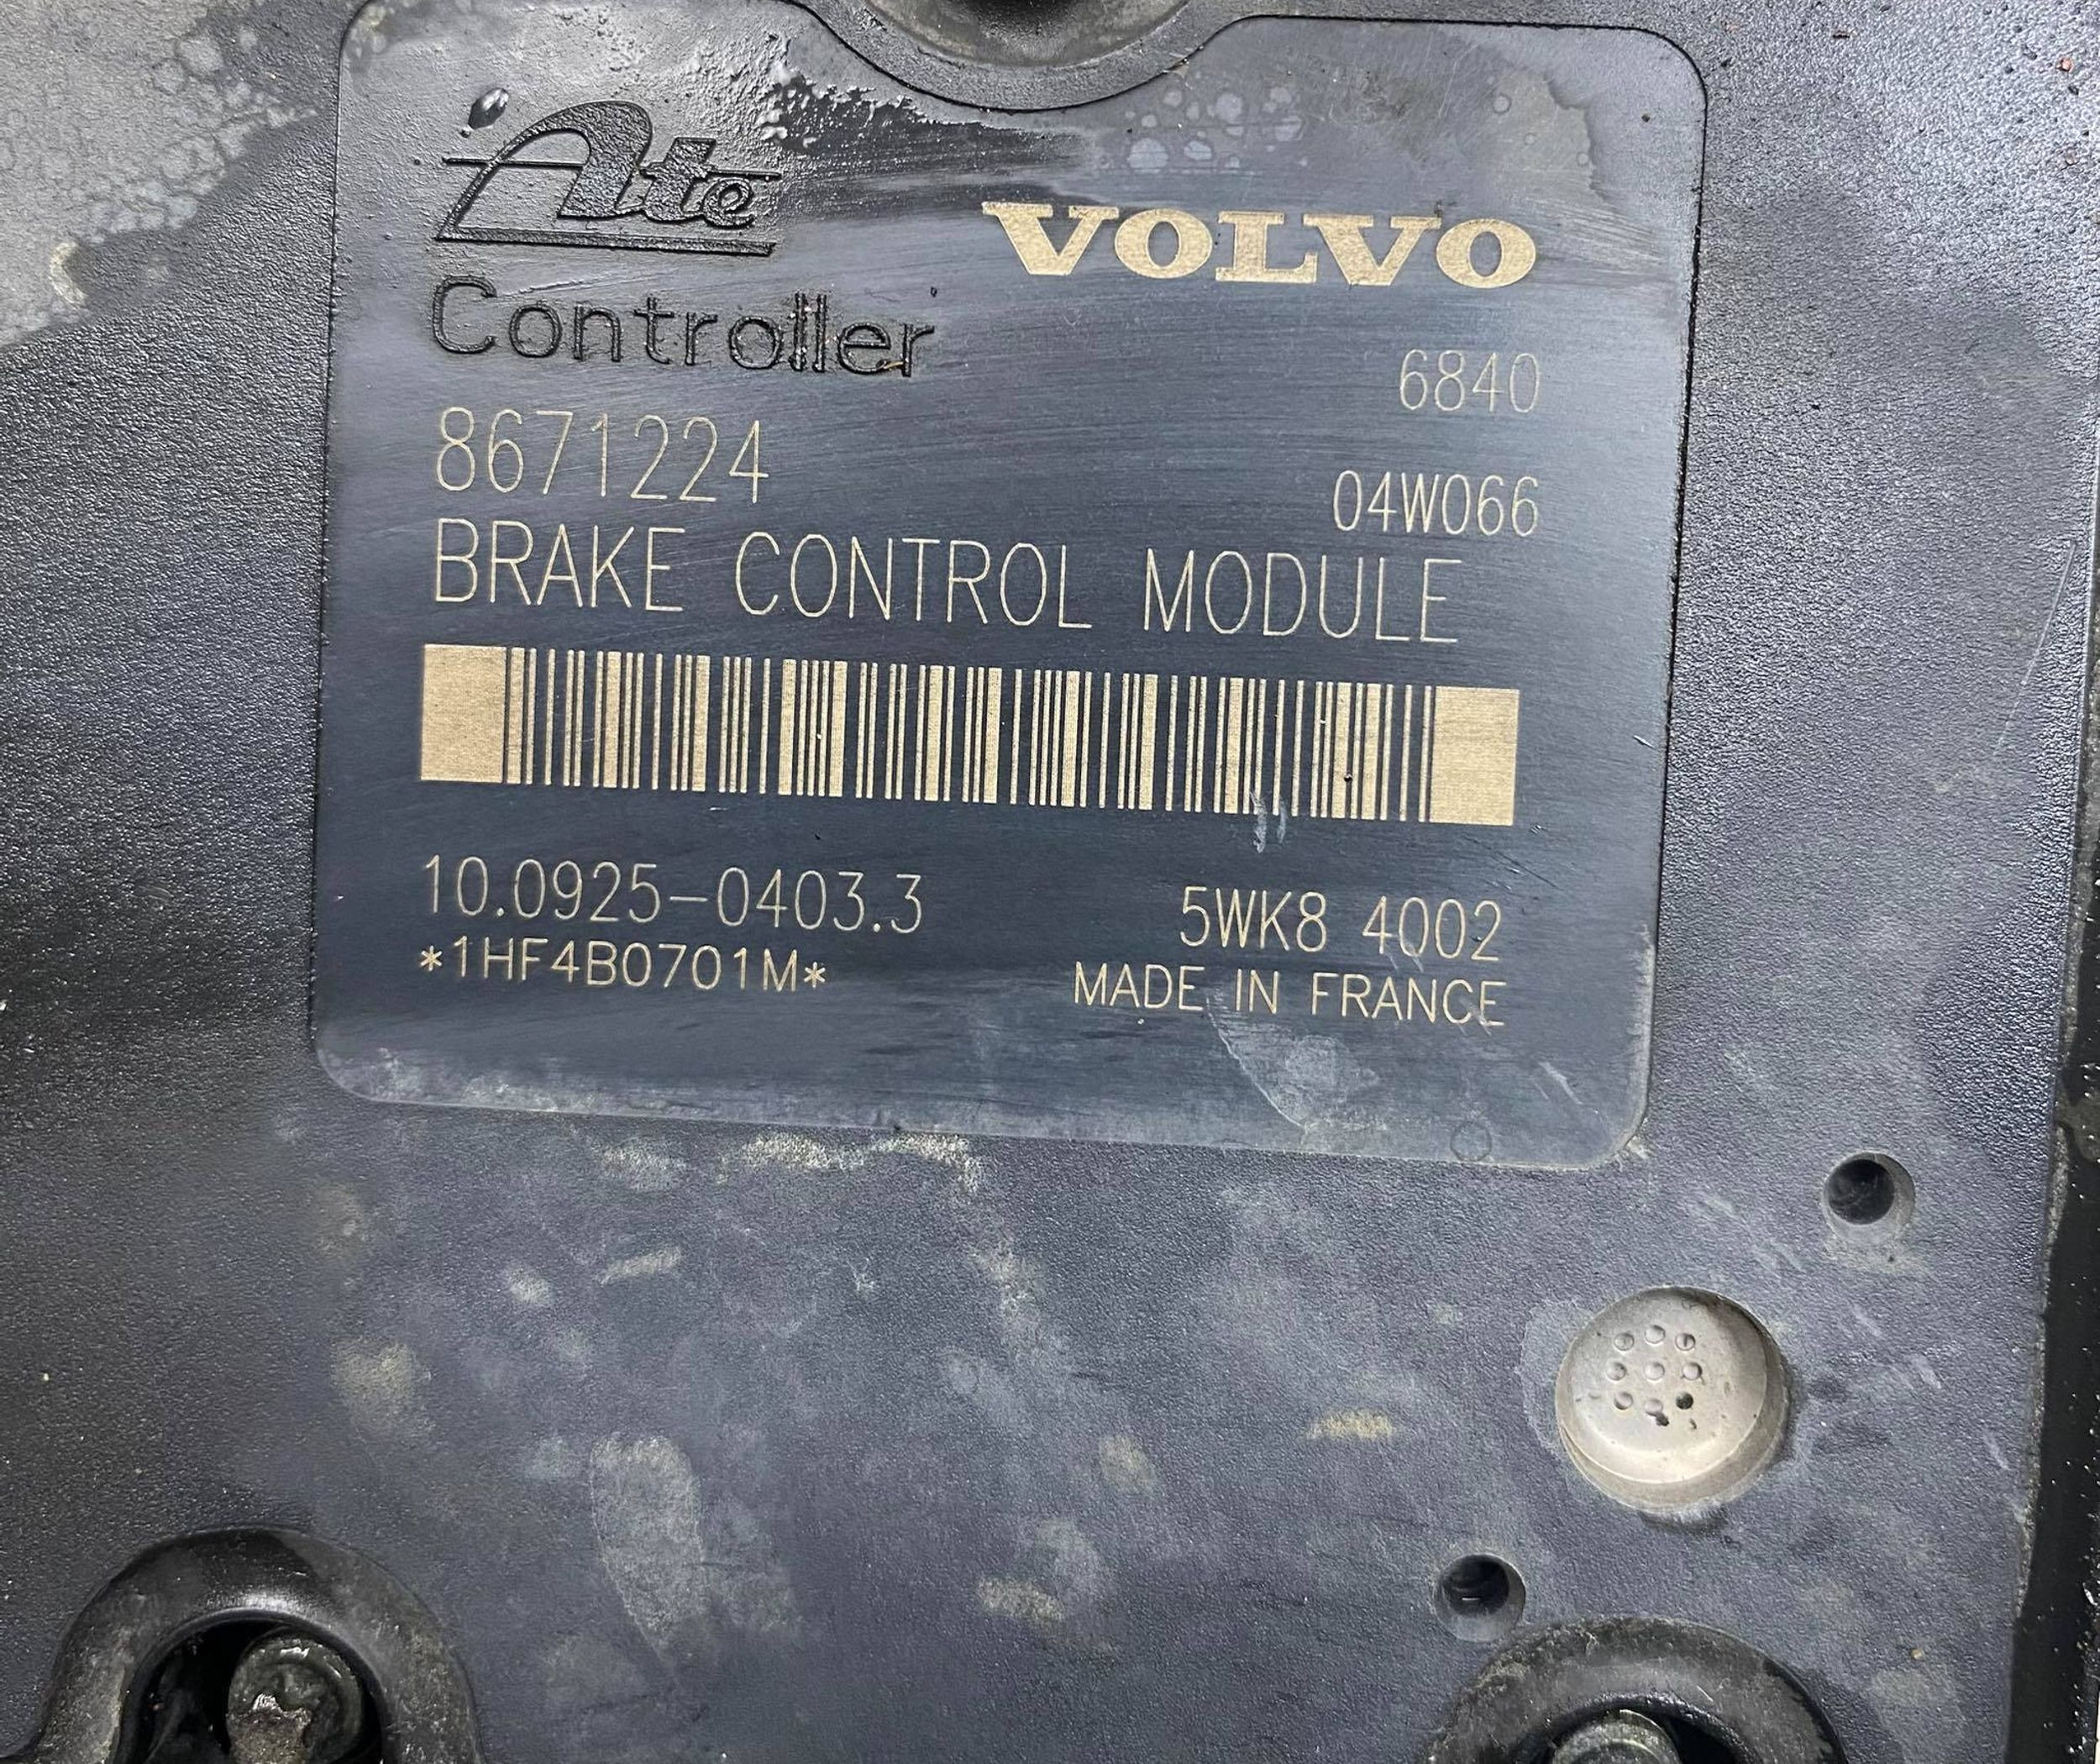 Ate
VOLVO
Controller
6840
8671224
04W066
BRAKE CONTROL MODULE
10.0925-0403.3
5WK8 4002
*1HF4B0701M*
MADE IN FRANCE